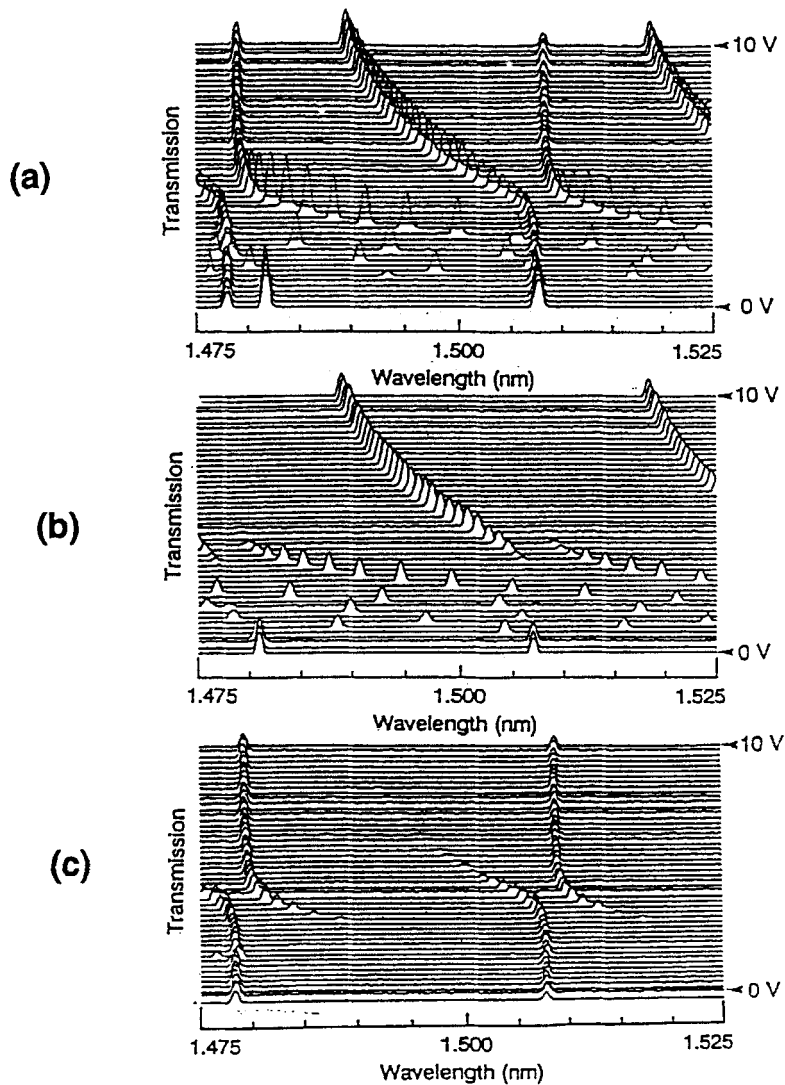 (a)
Transmission
10 V
0 V
1.475 1.500 1.525
Wavelength (nm)
(b)
Transmission
10 V
0 V
1.475 1.500 1.525
Wavelength (nm)
(c)
Transmission
10 V
0 V
1.475 1.500 1.525
Wavelength (nm)